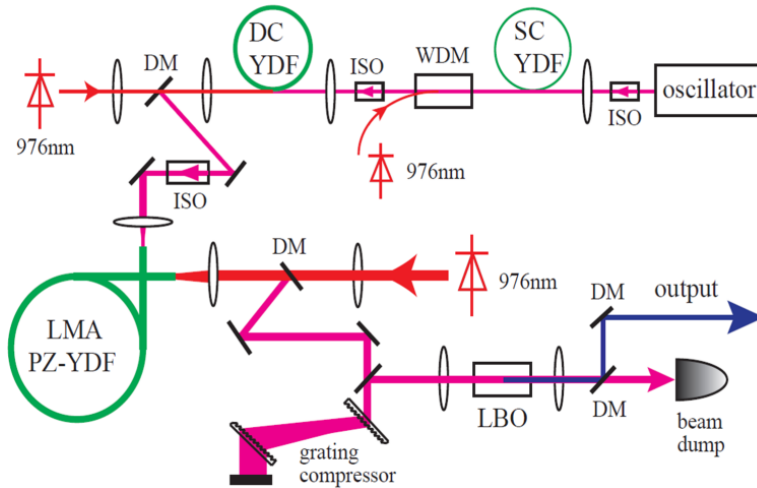 DC
YDF
SC
YDF
DM
ISO
WDM
oscillator
ISO
976nm
976nm
ISO
DM
976nm
LMA
PZ-YDF
DM
output
LBO
DM
beam
dump
grating
compressor